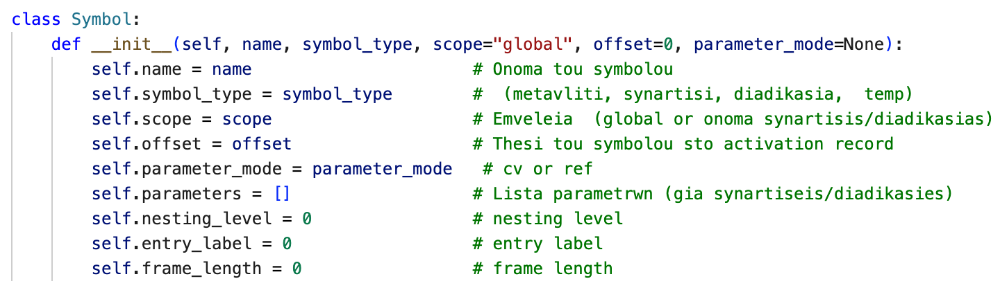 class Symbol:
    def __init__(self, name, symbol_type, scope="global", offset=0, parameter_mode=None):
        self.name = name                      # Onoma tou symbolou
        self.symbol_type = symbol_type        #  (metavliti, synartisi, diadikasia,  temp)
        self.scope = scope                    # Emveleia  (global or onoma synartisis/diadikasias)
        self.offset = offset                  # Thesi tou symbolou sto activation record
        self.parameter_mode = parameter_mode   # cv or ref
        self.parameters = []                  # Lista parametrwn (gia synartiseis/diadikasies)
        self.nesting_level = 0                # nesting level
        self.entry_label = 0                  # entry label
        self.frame_length = 0                 # frame length